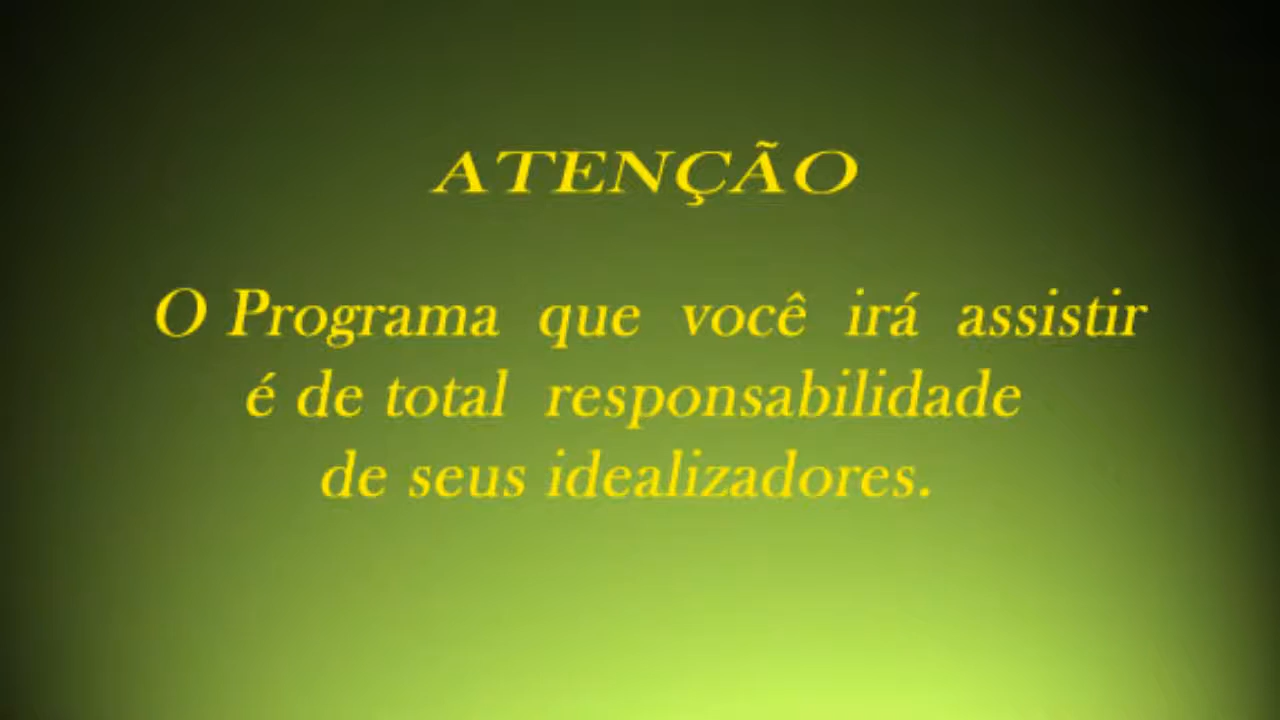 ATENÇÃO
O Programa que você irá assistir
é de total responsabilidade
de seus idealizadores.